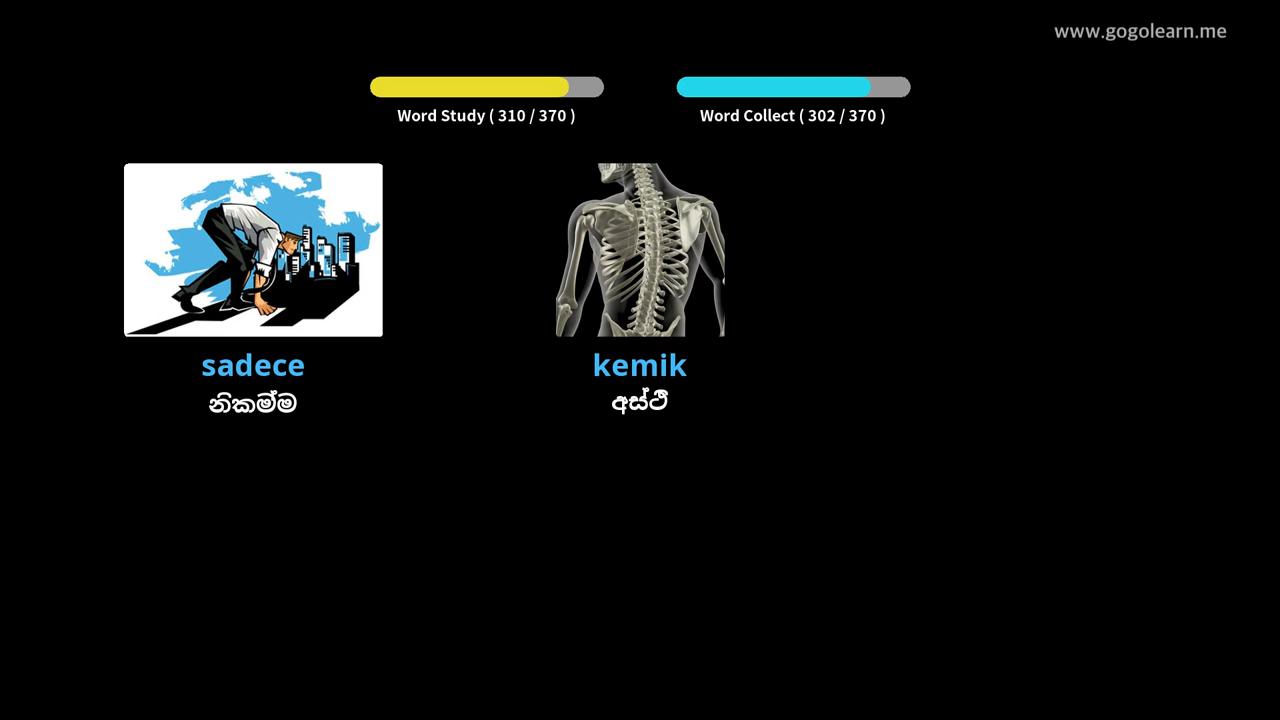 www.gogolearn.me
Word Study ( 310 / 370 )
Word Collect ( 302 / 370 )
sadece
නිකම්ම
kemik
අස්ථි